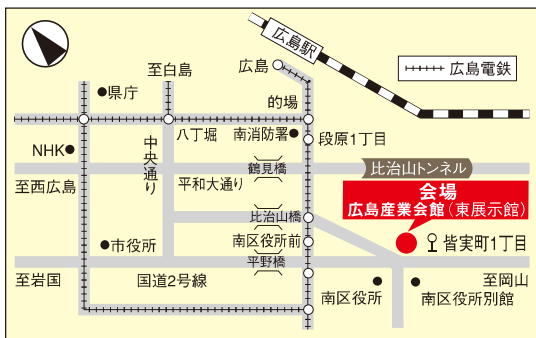 広島駅
至白島
広島
広島電鉄
県庁
的場
中央通り
八丁堀
南消防署
段原1丁目
NHK
鶴見橋
比治山トンネル
至西広島
平和大通り
会場
広島産業会館(東展示館)
比治山橋
市役所
南区役所前
皆実町1丁目
平野橋
至岩国
国道2号線
至岡山
南区役所
南区役所別館